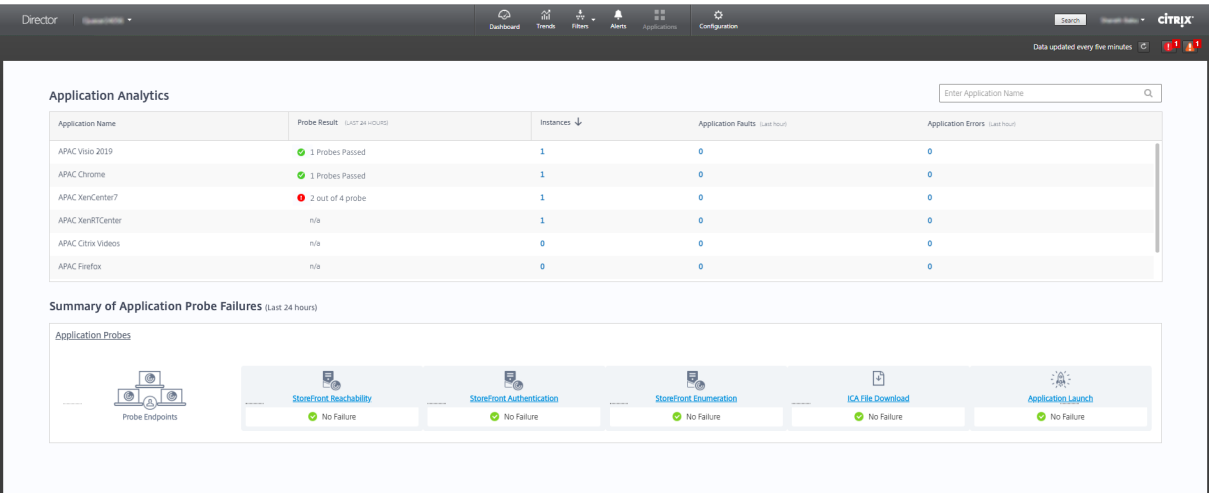 Director
Dashboard Trends Filters Alerts Applications Configuration
Search
CİTRIX
Data updated every five minutes
! 1 1
Application Analytics
Enter Application Name
Application Name Probe Result (LAST 24 HOURS) Instances Application Faults (Last hour) Application Errors (Last hour)
APAC Visio 2019 1 Probes Passed 1 0 0
APAC Chrome 1 Probes Passed 1 0 0
APAC XenCenter7 2 out of 4 probe 1 0 0
APAC XenRTCenter n/a 1 0 0
APAC Citrix Videos n/a 0 0 0
APAC Firefox n/a 0 0 0
Summary of Application Probe Failures (Last 24 hours)
Application Probes
Probe Endpoints
StoreFront Reachability StoreFront Authentication StoreFront Enumeration ICA File Download Application Launch
No Failure No Failure No Failure No Failure No Failure